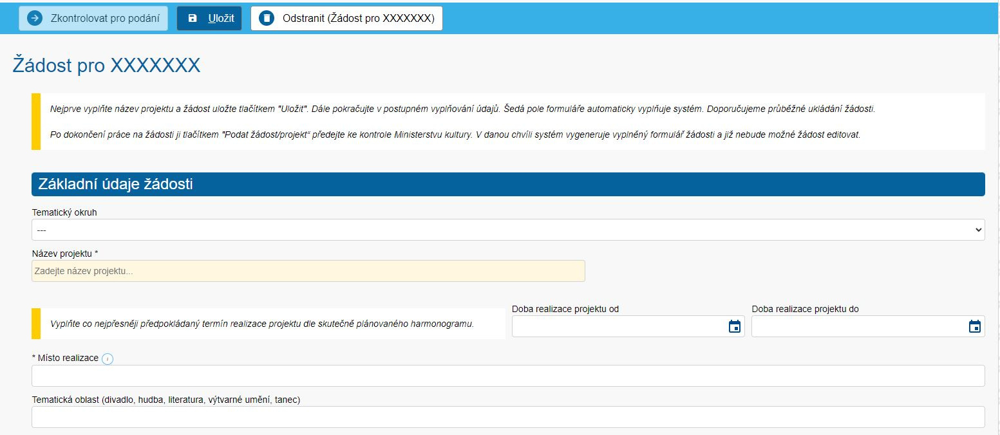 Zkontrolovat pro podání
Uložit
Odstranit (Žádost pro XXXXXXX)
Žádost pro XXXXXXX
Nejprve vyplňte název projektu a žádost uložte tlačítkem "Uložit". Dále pokračujte v postupném vyplňování údajů. Šedá pole formuláře automaticky vyplňuje systém. Doporučujeme průběžné ukládání žádosti.
Po dokončení práce na žádosti ji tlačítkem "Podat žádost/projekt“ předejte ke kontrole Ministerstvu kultury. V danou chvíli systém vygeneruje vyplněný formulář žádosti a již nebude možné žádost editovat.
Základní údaje žádosti
Tematický okruh
---
Název projektu *
Zadejte název projektu...
Vyplňte co nejpřesněji předpokládaný termín realizace projektu dle skutečně plánovaného harmonogramu.
Doba realizace projektu od
Doba realizace projektu do
* Místo realizace i
Tematická oblast (divadlo, hudba, literatura, výtvarné umění, tanec)